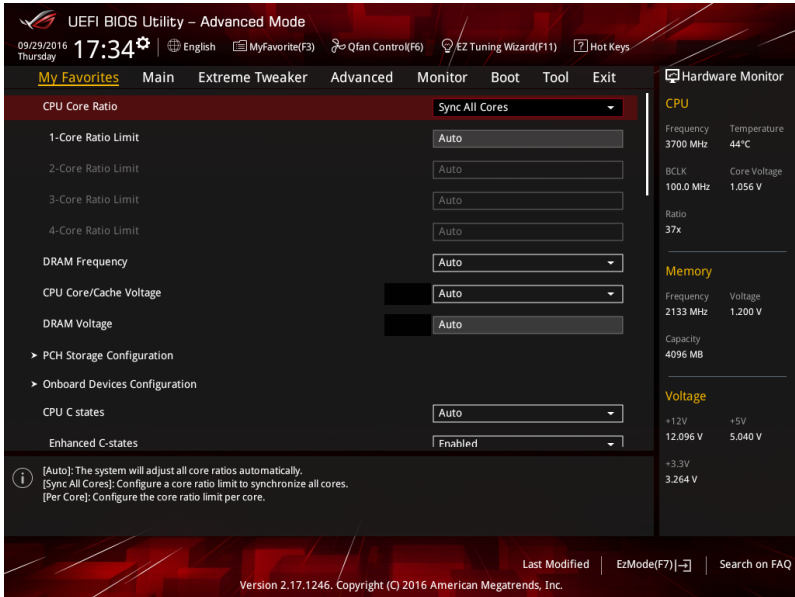 UEFI BIOS Utility – Advanced Mode
09/29/2016
Thursday
17:34
English
MyFavorite(F3)
Qfan Control(F6)
EZ Tuning Wizard(F11)
? Hot Keys
My Favorites Main Extreme Tweaker Advanced Monitor Boot Tool Exit
Hardware Monitor
CPU Core Ratio Sync All Cores
1-Core Ratio Limit Auto
2-Core Ratio Limit Auto
3-Core Ratio Limit Auto
4-Core Ratio Limit Auto
DRAM Frequency Auto
CPU Core/Cache Voltage Auto
DRAM Voltage Auto
PCH Storage Configuration
Onboard Devices Configuration
CPU C states Auto
Enhanced C-states Enabled
CPU
Frequency Temperature
3700 MHz 44°C
BCLK Core Voltage
100.0 MHz 1.056 V
Ratio
37x
Memory
Frequency Voltage
2133 MHz 1.200 V
Capacity
4096 MB
Voltage
+12V +5V
12.096 V 5.040 V
+3.3V
3.264 V
[Auto]: The system will adjust all core ratios automatically.
[Sync All Cores]: Configure a core ratio limit to synchronize all cores.
[Per Core]: Configure the core ratio limit per core.
Last Modified EzMode(F7) Search on FAQ
Version 2.17.1246. Copyright (C) 2016 American Megatrends, Inc.